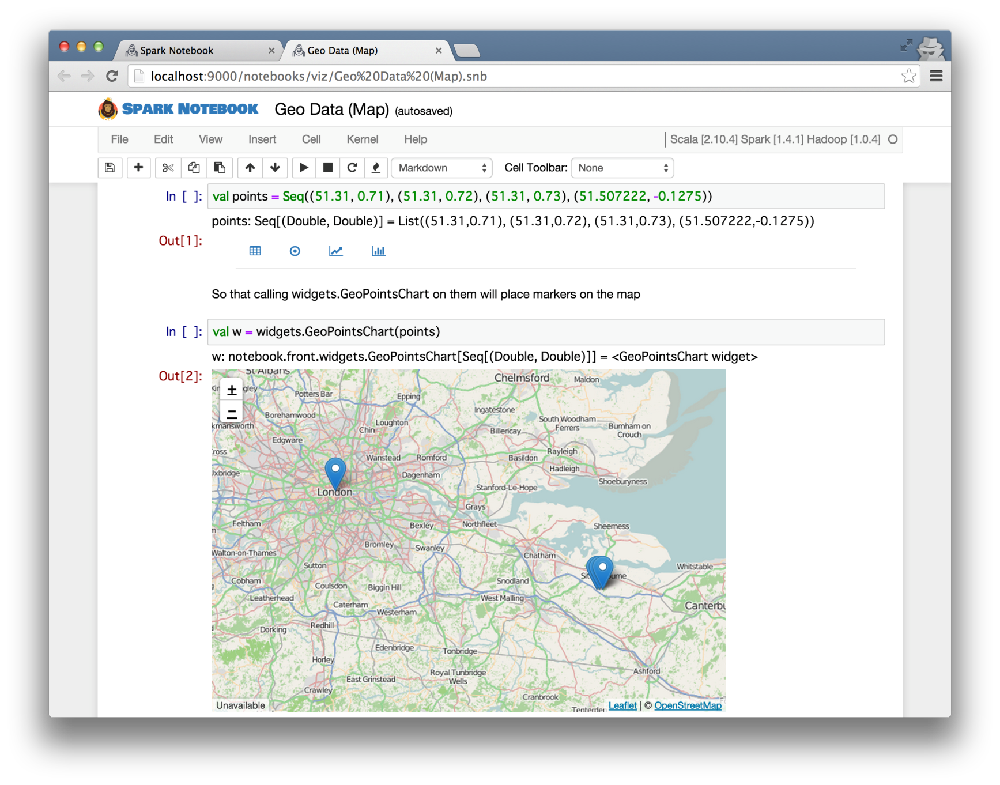 Spark Notebook
Geo Data (Map)
localhost:9000/notebooks/viz/Geo%20Data%20(Map).snb
SPARK NOTEBOOK Geo Data (Map) (autosaved)
File Edit View Insert Cell Kernel Help Scala [2.10.4] Spark [1.4.1] Hadoop [1.0.4]
Markdown Cell Toolbar: None
In [ ]: val points = Seq((51.31, 0.71), (51.31, 0.72), (51.31, 0.73), (51.507222, -0.1275))
points: Seq[(Double, Double)] = List((51.31,0.71), (51.31,0.72), (51.31,0.73), (51.507222,-0.1275))
Out[1]:
So that calling widgets.GeoPointsChart on them will place markers on the map
In [ ]: val w = widgets.GeoPointsChart(points)
w: notebook.front.widgets.GeoPointsChart[Seq[(Double, Double)]] = <GeoPointsChart widget>
Out[2]:
St Albans
Chelmsford
Maldon
gley
Potters Bar
Epping
Ingatestone
Borehamwood
South Woodham
Ferrers
Loughton
Chin
kmansworth
Billericay
Burnham on
Crouch
Edgware
ross
Wanstead
Romford
Basildon
Rayleigh
Hadleigh
Uxbridge
Dagenham
Shoeburyness
Stanford-Le-Hope
London
Grays
Feltham
Bexley
Northfleet
Sheerness
Bromley
Swanley
Walton-on-Thames
Chatham
Sutton
Whitstable
Sit urne
Cobham
Coulsdon
Biggin Hill
Snodland
Leatherhead
West Malling
Caterham
Westerham
Canterbu
Redhill
Dorking
Edenbridge
Tonbridge
Horley
Royal Tunbridge
Wells
Ashford
East Grinstead
Crawley
Cranbrook
Tenterden
Unavailable
Leaflet | © OpenStreetMap